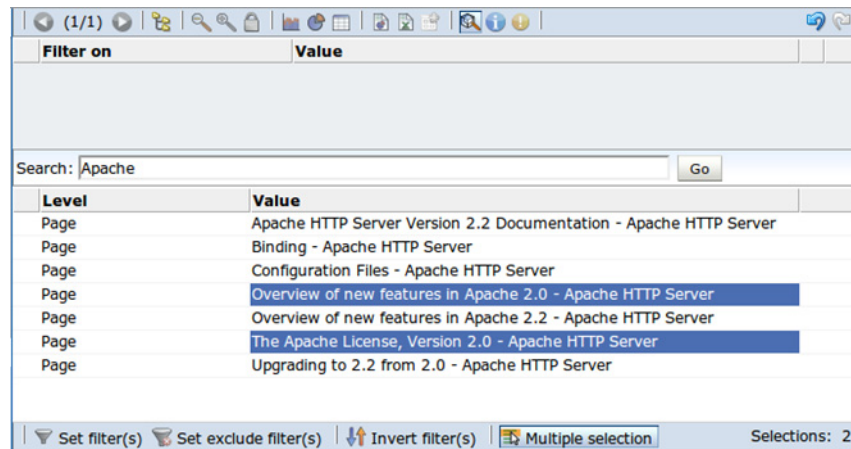 (1/1)
Filter on Value
Search: Apache Go
Level Value
Page Apache HTTP Server Version 2.2 Documentation - Apache HTTP Server
Page Binding - Apache HTTP Server
Page Configuration Files - Apache HTTP Server
Page Overview of new features in Apache 2.0 - Apache HTTP Server
Page Overview of new features in Apache 2.2 - Apache HTTP Server
Page The Apache License, Version 2.0 - Apache HTTP Server
Page Upgrading to 2.2 from 2.0 - Apache HTTP Server
Set filter(s) Set exclude filter(s) Invert filter(s) Multiple selection Selections: 2